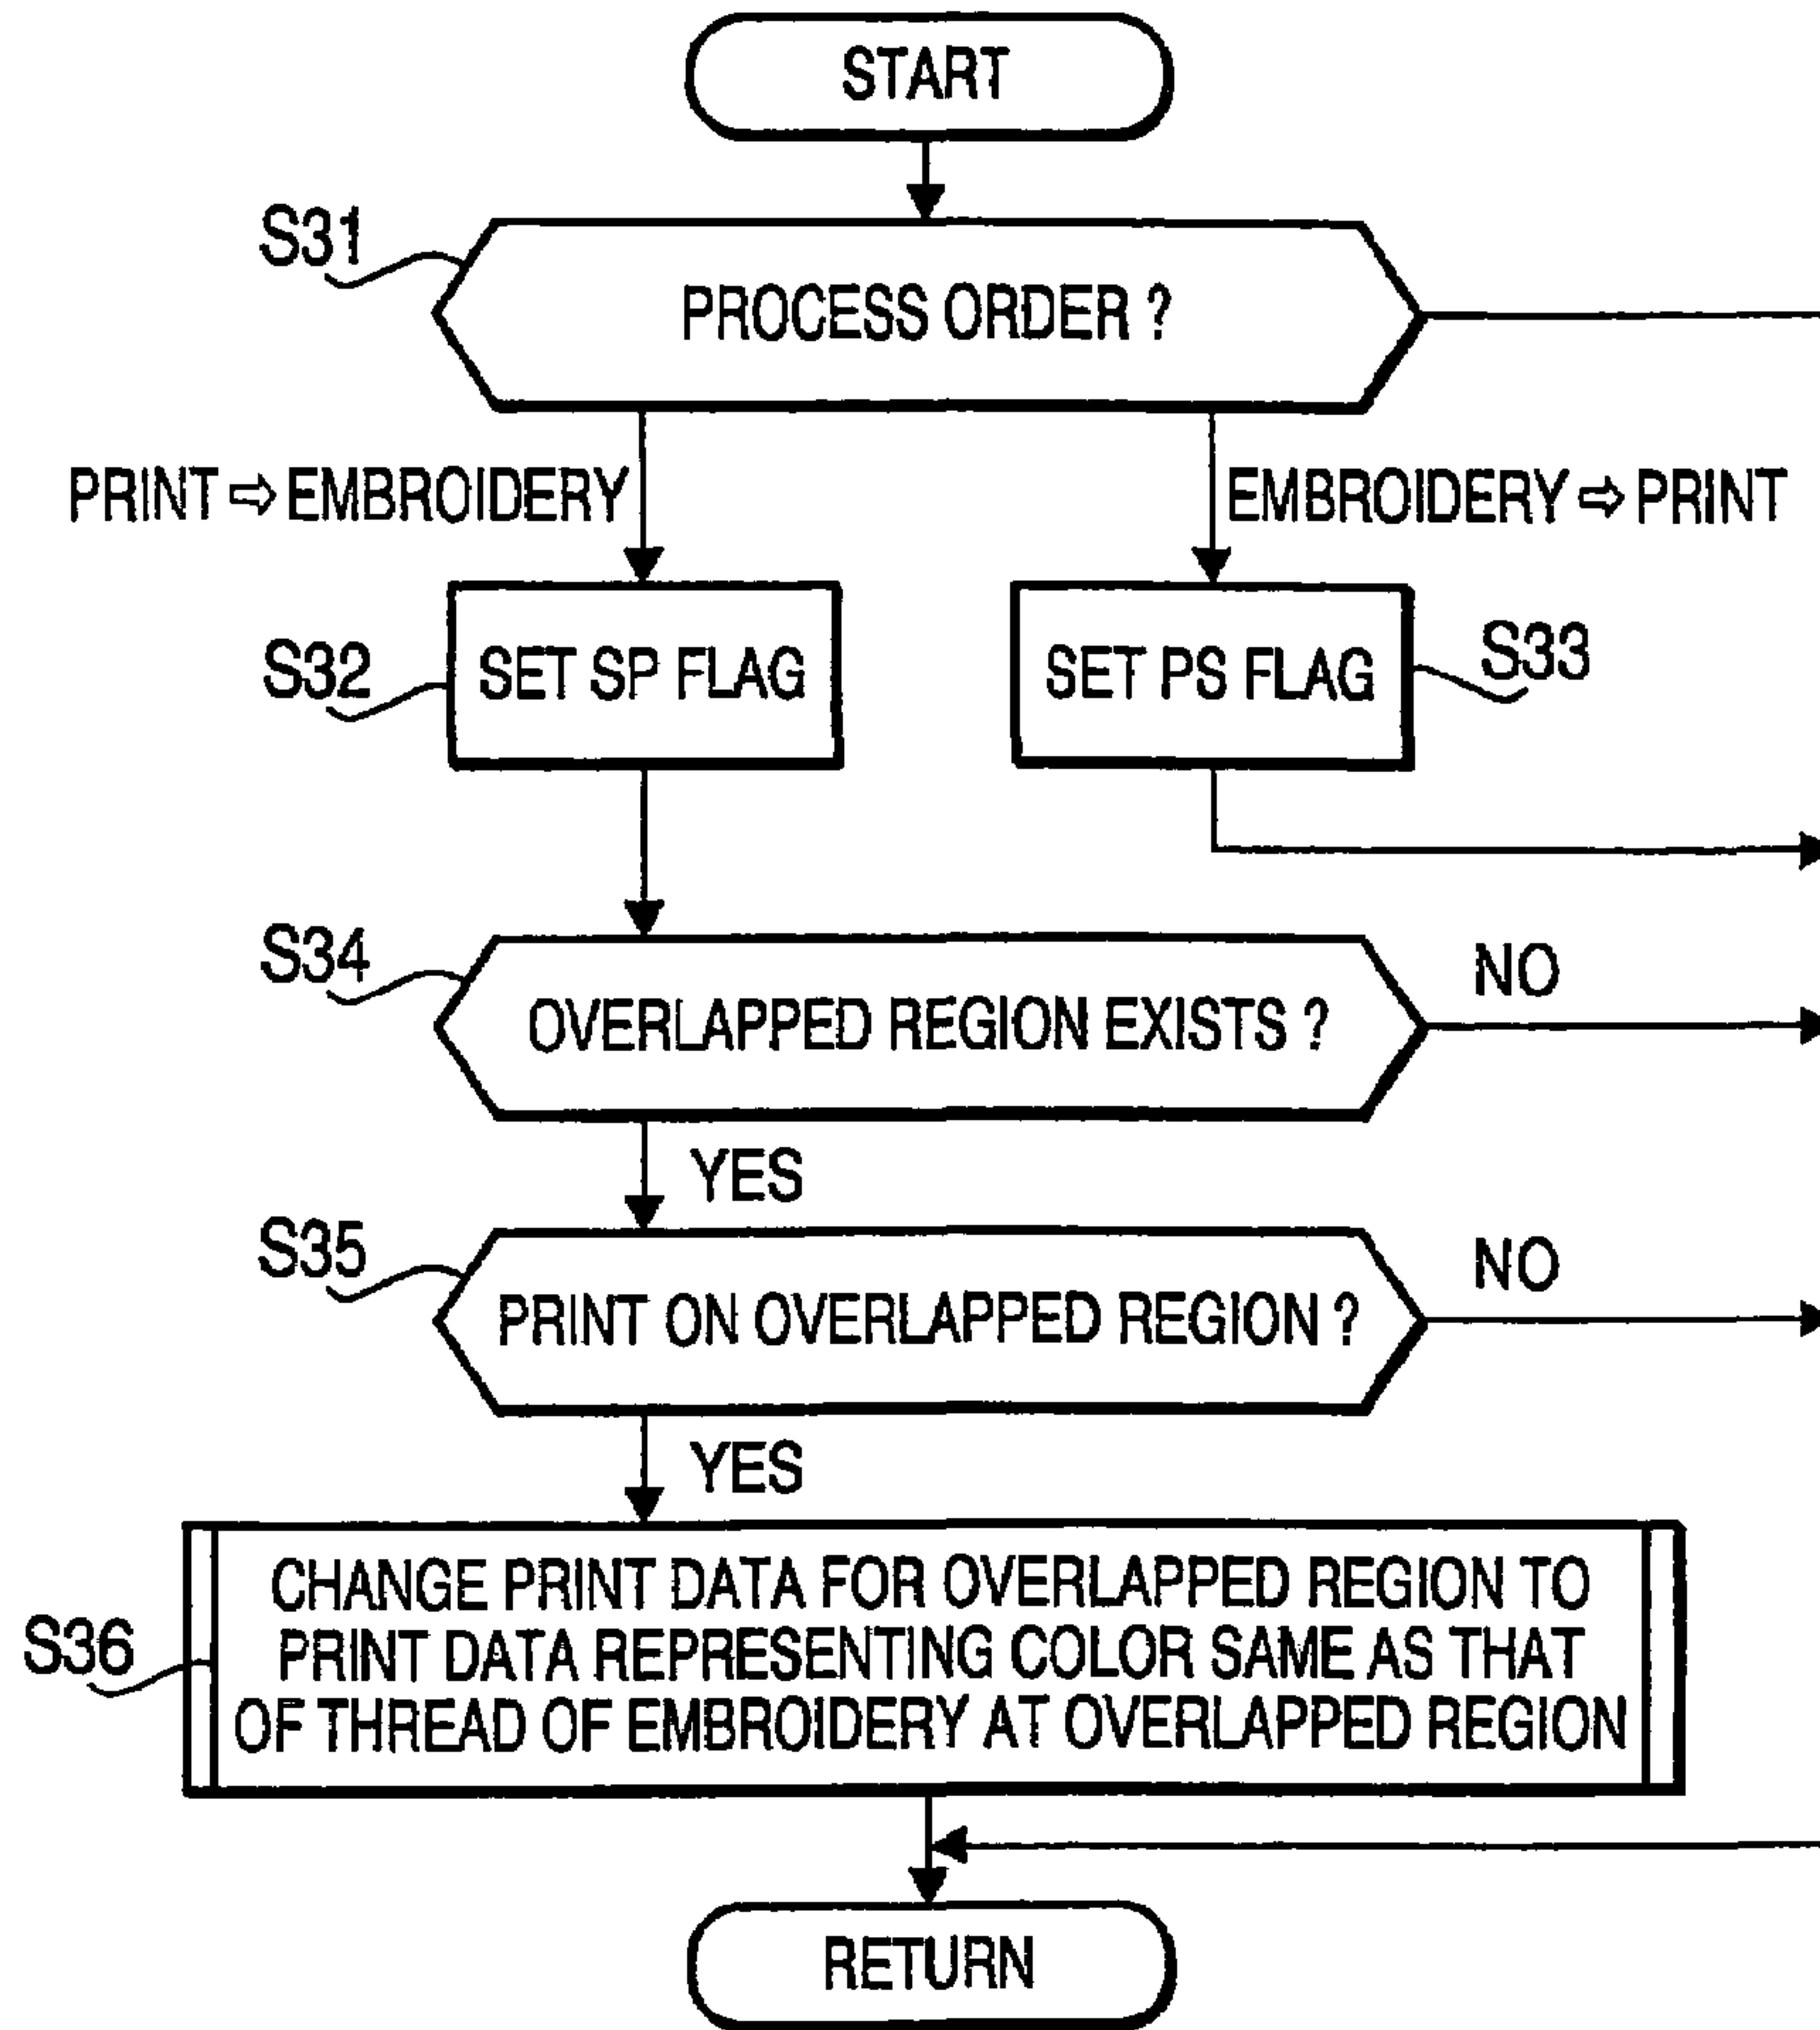 START
S31
PROCESS ORDER ?
PRINT ⇨ EMBROIDERY
EMBROIDERY ⇨ PRINT
S32
SET SP FLAG
SET PS FLAG
S33
S34
OVERLAPPED REGION EXISTS ?
NO
YES
S35
PRINT ON OVERLAPPED REGION ?
NO
YES
S36
CHANGE PRINT DATA FOR OVERLAPPED REGION TO
PRINT DATA REPRESENTING COLOR SAME AS THAT
OF THREAD OF EMBROIDERY AT OVERLAPPED REGION
RETURN